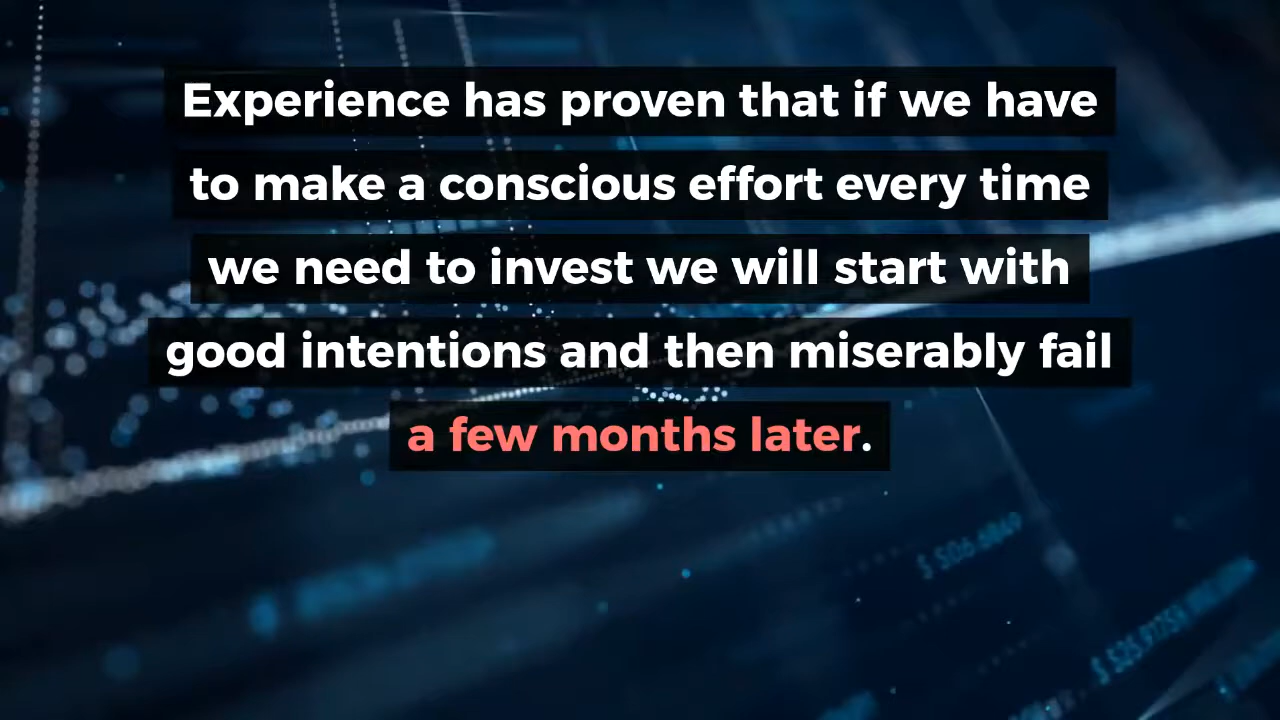 Experience has proven that if we have
to make a conscious effort every time
we need to invest we will start with
good intentions and then miserably fail
a few months later.